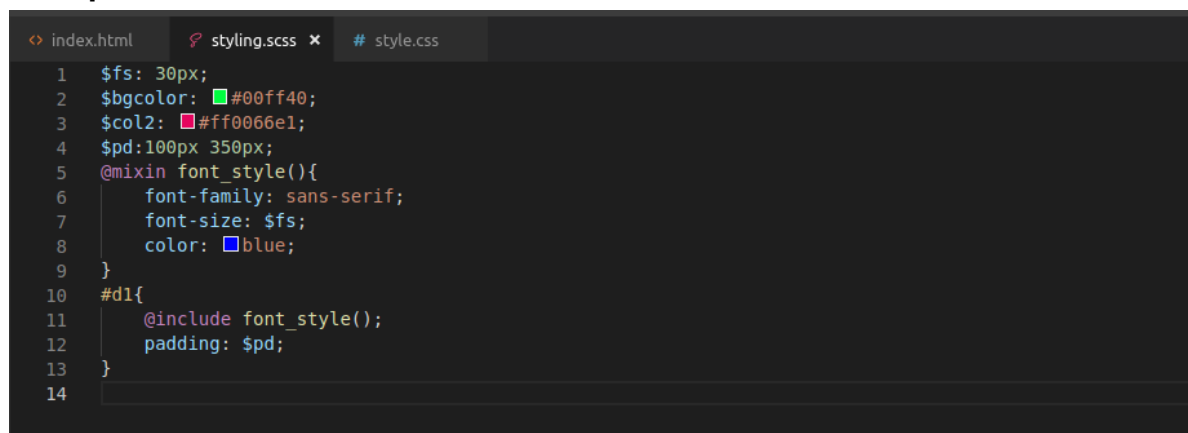 index.html styling.scss × # style.css
1 $fs: 30px;
2 $bgcolor: #00ff40;
3 $col2: #ff0066e1;
4 $pd:100px 350px;
5 @mixin font_style(){
6 font-family: sans-serif;
7 font-size: $fs;
8 color: blue;
9 }
10 #d1{
11 @include font_style();
12 padding: $pd;
13 }
14